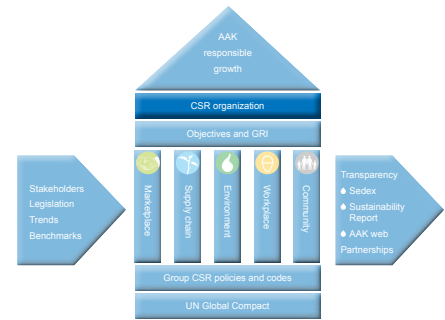 AAK
responsible
growth
CSR organization
Objectives and GRI
Stakeholders
Legislation
Trends
Benchmarks
Marketplace
Supply chain
Environment
Workplace
Community
Transparency
Sedex
Sustainability
Report
AAK web
Partnerships
Group CSR policies and codes
UN Global Compact